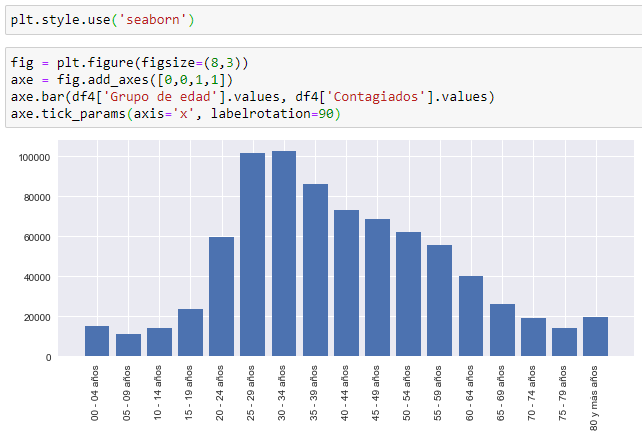 plt.style.use('seaborn')
fig = plt.figure(figsize=(8,3))
axe = fig.add_axes([0,0,1,1])
axe.bar(df4['Grupo de edad'].values, df4['Contagiados'].values)
axe.tick_params(axis='x', labelrotation=90)
100000
80000
60000
40000
20000
0
00 - 04 años
05 - 09 años
10 - 14 años
15 - 19 años
20 - 24 años
25 - 29 años
30 - 34 años
35 - 39 años
40 - 44 años
45 - 49 años
50 - 54 años
55 - 59 años
60 - 64 años
65 - 69 años
70 - 74 años
75 - 79 años
80 y más años